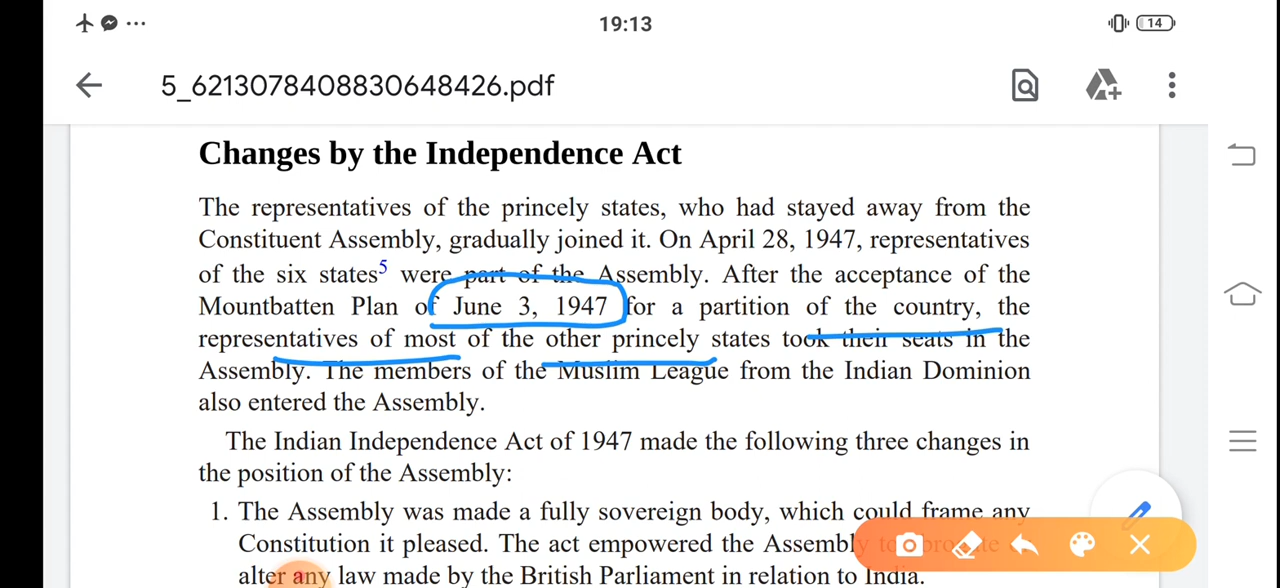 19:13
14
5_6213078408830648426.pdf
Changes by the Independence Act
The representatives of the princely states, who had stayed away from the
Constituent Assembly, gradually joined it. On April 28, 1947, representatives
of the six states5 were part of the Assembly. After the acceptance of the
Mountbatten Plan of June 3, 1947 for a partition of the country, the
representatives of most of the other princely states took their seats in the
Assembly. The members of the Muslim League from the Indian Dominion
also entered the Assembly.
The Indian Independence Act of 1947 made the following three changes in
the position of the Assembly:
1. The Assembly was made a fully sovereign body, which could frame any
Constitution it pleased. The act empowered the Assembly to
alter any law made by the British Parliament in relation to India.